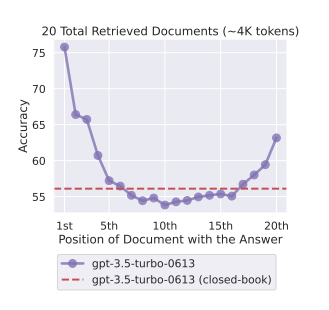 20 Total Retrieved Documents (~4K tokens)
75
70
65
60
55
Accuracy
1st 5th 10th 15th 20th
Position of Document with the Answer
gpt-3.5-turbo-0613
gpt-3.5-turbo-0613 (closed-book)